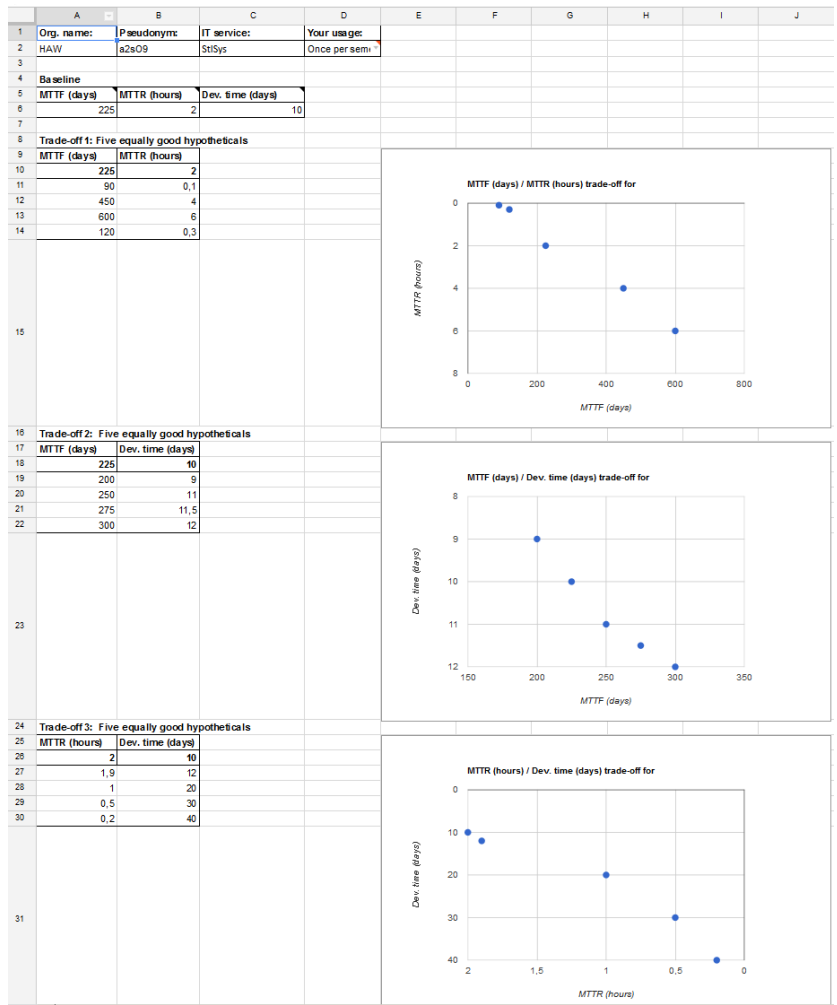 A B C D E F G H I J
1 Org. name: Pseudonym: IT service: Your usage:
2 HAW a2sO9 StlSys Once per seme
3
4 Baseline
5 MTTF (days) MTTR (hours) Dev. time (days)
6 225 2 10
7
8 Trade-off 1: Five equally good hypotheticals
9 MTTF (days) MTTR (hours)
10 225 2
11 90 0,1
12 450 4
13 600 6
14 120 0,3
15
MTTF (days) / MTTR (hours) trade-off for
MTTR (hours)
0
2
4
6
8
0 200 400 600 800
MTTF (days)
16 Trade-off 2: Five equally good hypotheticals
17 MTTF (days) Dev. time (days)
18 225 10
19 200 9
20 250 11
21 275 11,5
22 300 12
23
MTTF (days) / Dev. time (days) trade-off for
Dev. time (days)
8
9
10
11
12
150 200 250 300 350
MTTF (days)
24 Trade-off 3: Five equally good hypotheticals
25 MTTR (hours) Dev. time (days)
26 2 10
27 1,9 12
28 1 20
29 0,5 30
30 0,2 40
31
MTTR (hours) / Dev. time (days) trade-off for
Dev. time (days)
0
10
20
30
40
2 1,5 1 0,5 0
MTTR (hours)